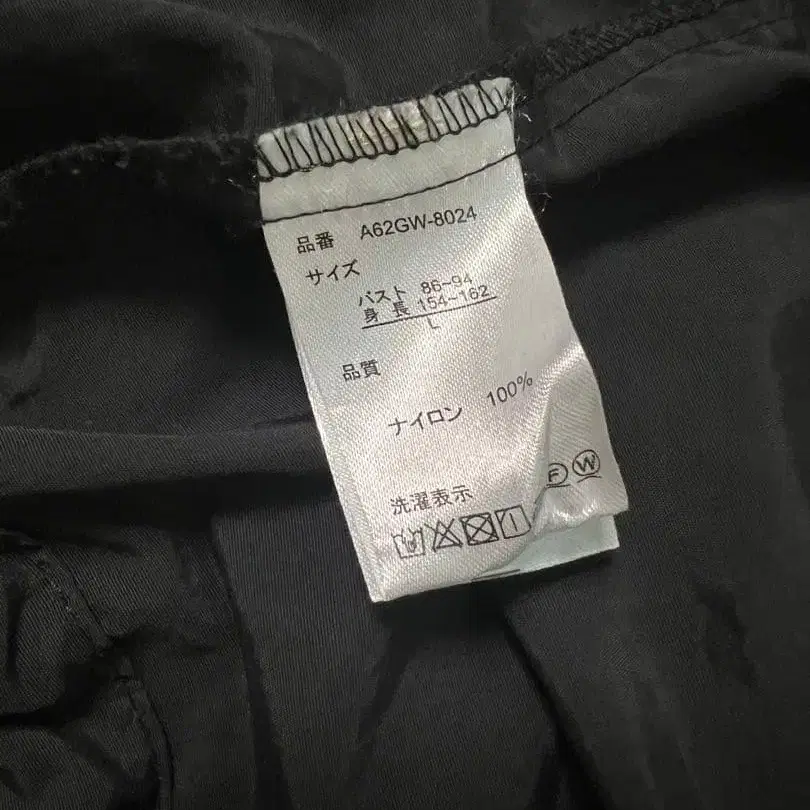 品番 A62GW-8024
サイズ
バスト 86~94
身長 154~162
L
品質
ナイロン 100%
洗濯表示
F W